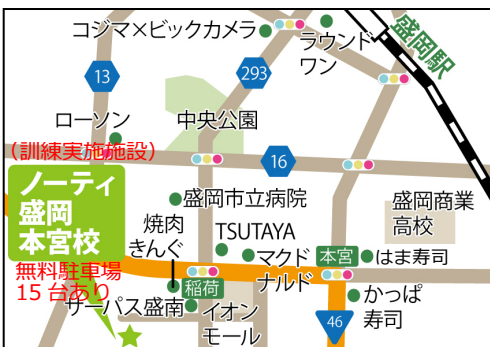 コジマ×ビックカメラ
ラウンド
ワン
盛岡駅
13
293
ローソン
中央公園
(訓練実施施設)
16
ノーティ
盛岡
本宮校
盛岡市立病院
盛岡商業
高校
焼肉
きんぐ
TSUTAYA
マクド
ナルド
本宮
はま寿司
無料駐車場
15台あり
稲荷
サーパス盛南
イオン
モール
かっぱ
寿司
46